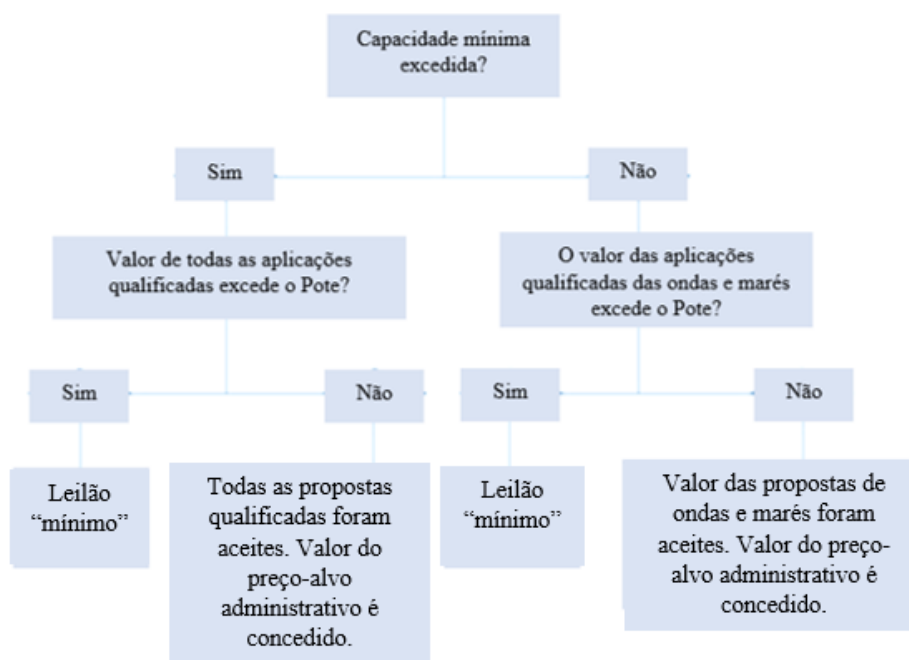 Capacidade mínima
excedida?
Sim
Não
Valor de todas as aplicações
qualificadas excede o Pote?
O valor das aplicações
qualificadas das ondas e marés
excede o Pote?
Sim
Não
Sim
Não
Leilão
“mínimo”
Todas as propostas
qualificadas foram
aceites. Valor do
preço-alvo
administrativo é
concedido.
Leilão
“mínimo”
Valor das propostas de
ondas e marés foram
aceites. Valor do preço-
alvo administrativo é
concedido.